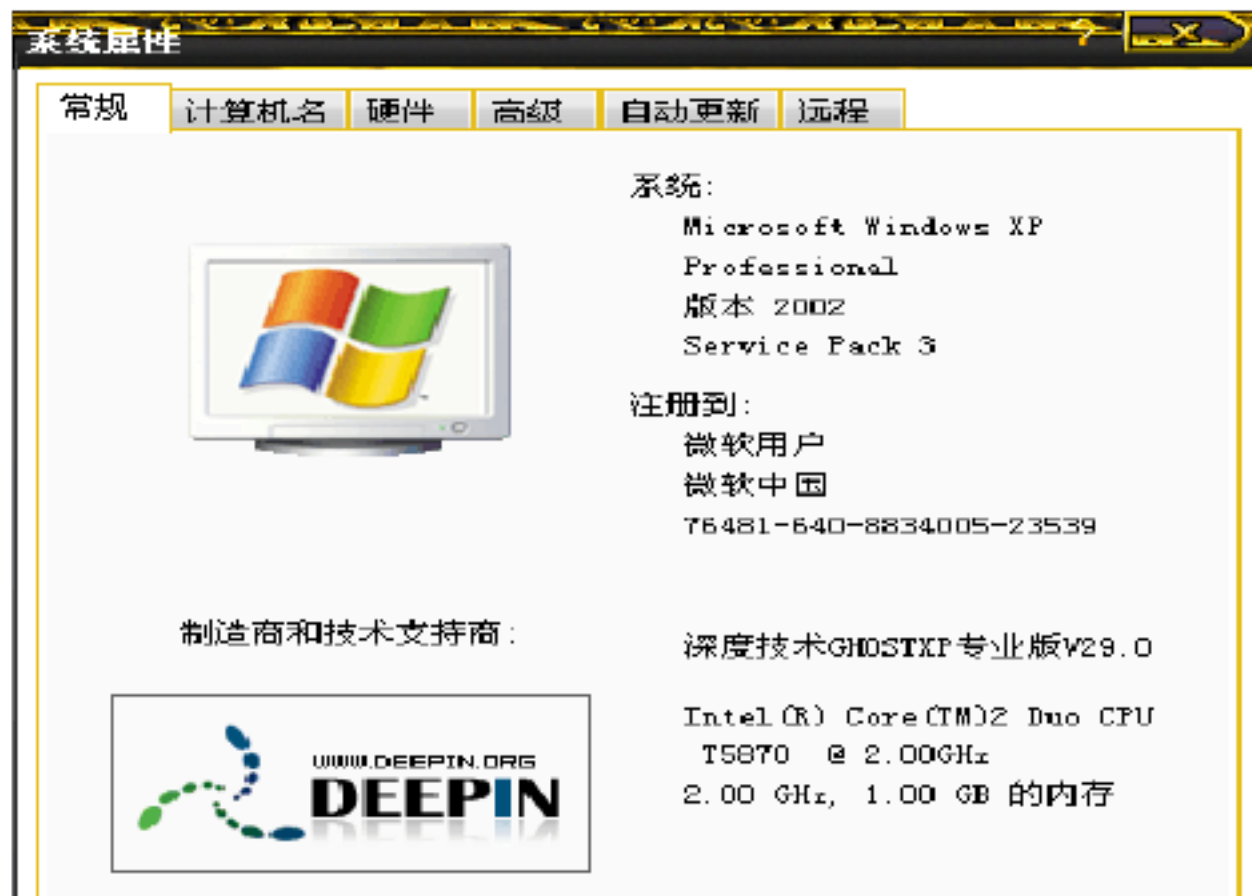 系统属性
常规 计算机名 硬件 高级 自动更新 远程
系统:
Microsoft Windows XP
Professional
版本 2002
Service Pack 3
注册到:
微软用户
微软中国
76481-640-8834005-23539
制造商和技术支持商:
深度技术GHOSTXP专业版V29.0
WWW.DEEPIN.ORG
DEEPIN
Intel(R) Core(TM)2 Duo CPU
T5870 @ 2.00GHz
2.00 GHz, 1.00 GB 的内存